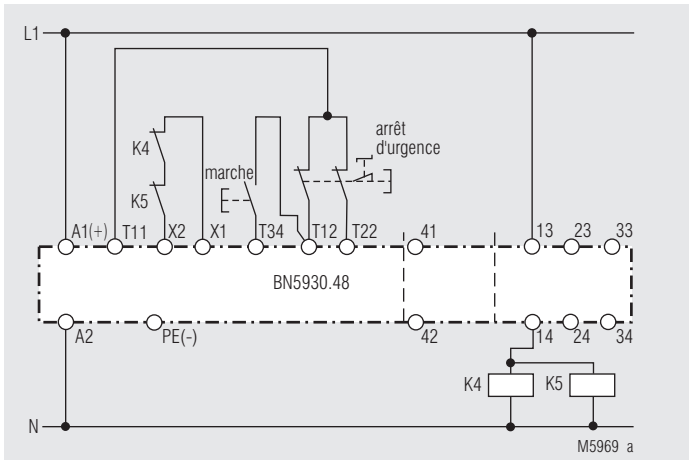 L1
arrêt
d'urgence
K4
marche
K5
A1(+) T11 X2 X1 T34 T12 T22 41 13 23 33
BN5930.48
A2 PE(-) 42 14 24 34
K4 K5
N
M5969 a